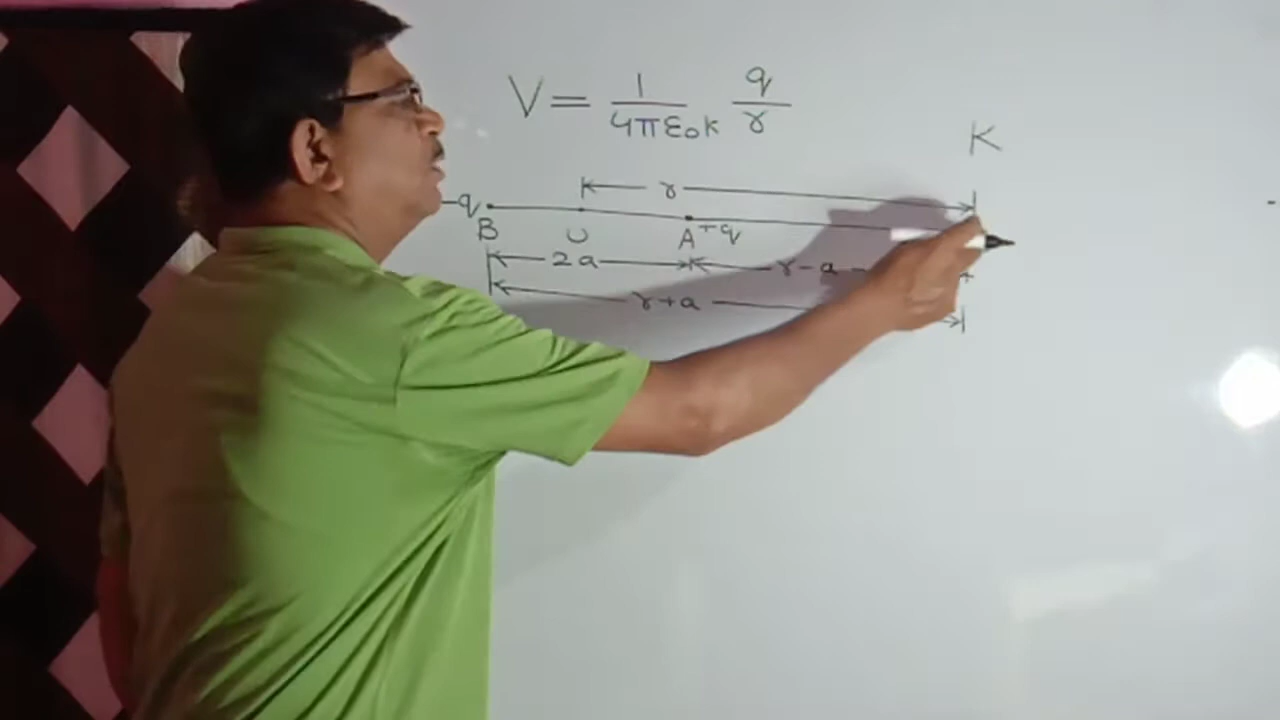 V = 1/4πε₀K q/r
K
r
-q
B O A +q
2a r-a
r+a